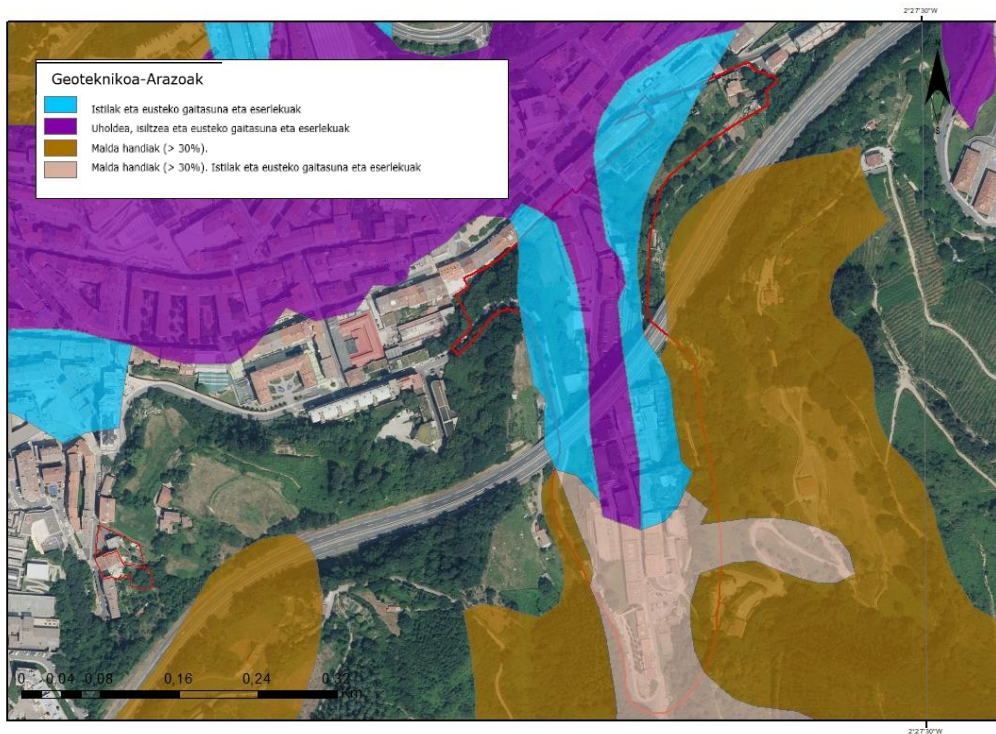 2°27'30"W
Geoteknikoa-Arazoak
Istilak eta eusteko gaitasuna eta eserlekuak
Uholdea, isiltzea eta eusteko gaitasuna eta eserlekuak
Malda handiak (> 30%).
Malda handiak (> 30%). Istilak eta eusteko gaitasuna eta eserlekuak
S
0 0,04 0,08 0,16 0,24 0,32
Km
2°27'30"W